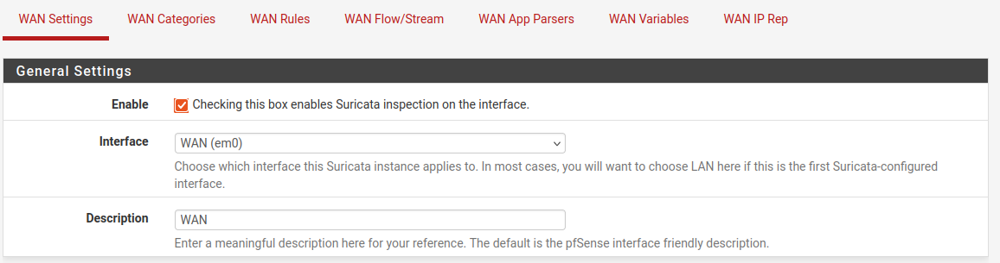 WAN Settings WAN Categories WAN Rules WAN Flow/Stream WAN App Parsers WAN Variables WAN IP Rep
General Settings
Enable Checking this box enables Suricata inspection on the interface.
Interface WAN (em0)
Choose which interface this Suricata instance applies to. In most cases, you will want to choose LAN here if this is the first Suricata-configured
interface.
Description WAN
Enter a meaningful description here for your reference. The default is the pfSense interface friendly description.